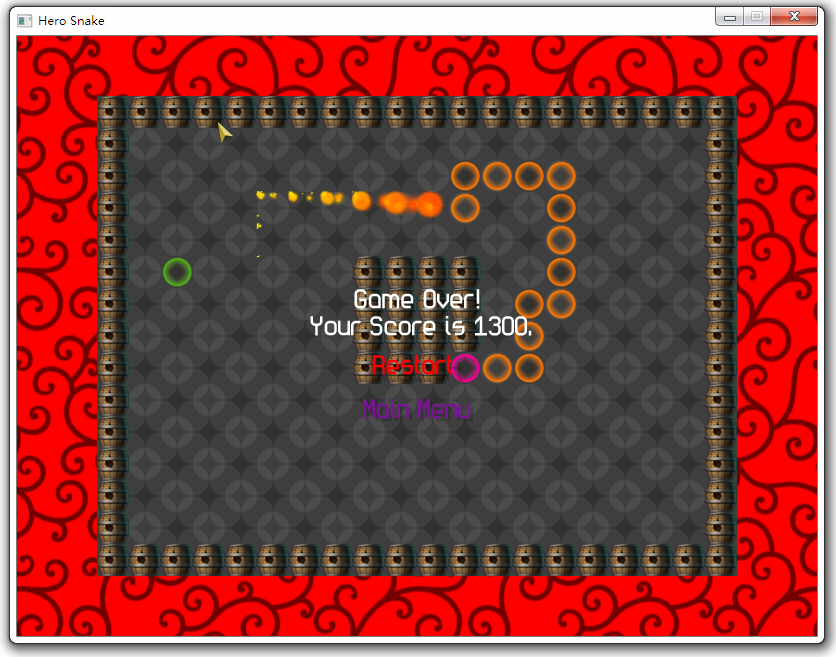 Hero Snake
Game Over!
Your Score is 1300.
Restart
Main Menu